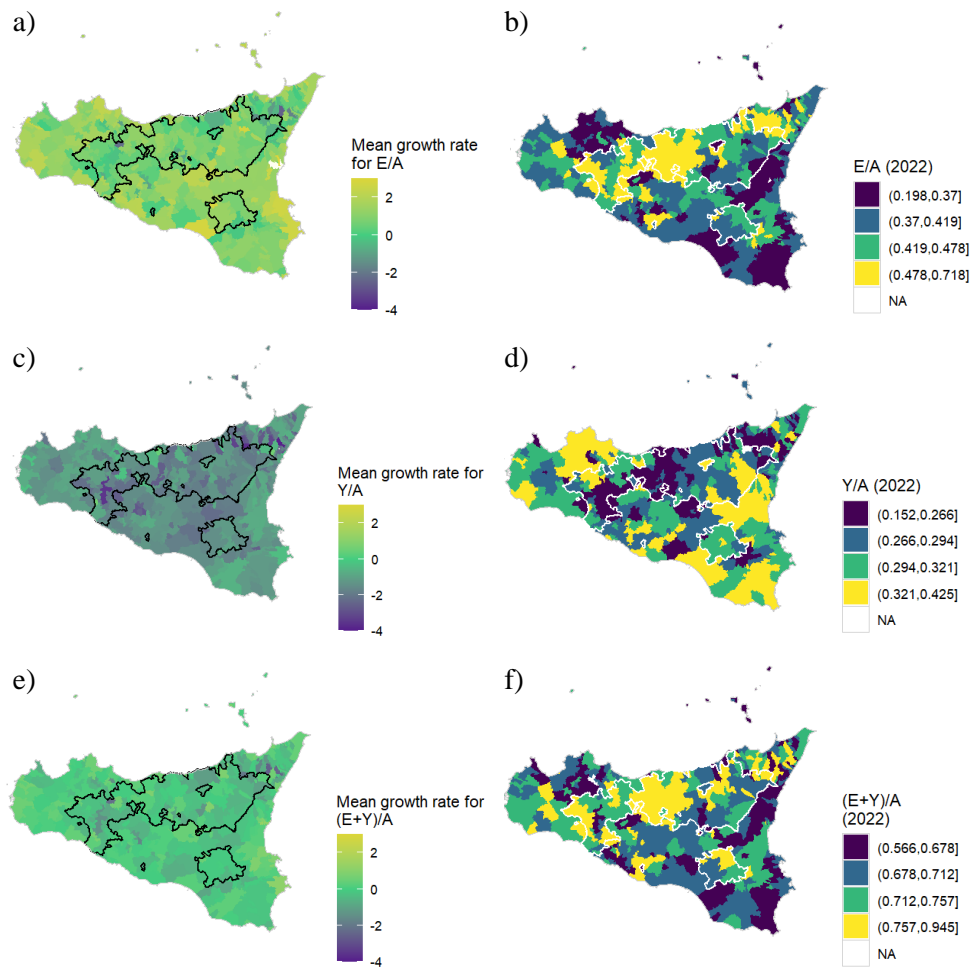 a)
b)
Mean growth rate
for E/A
2
0
-2
-4
E/A (2022)
(0.198,0.37]
(0.37,0.419]
(0.419,0.478]
(0.478,0.718]
NA
c)
d)
Mean growth rate for
Y/A
2
0
-2
-4
Y/A (2022)
(0.152,0.266]
(0.266,0.294]
(0.294,0.321]
(0.321,0.425]
NA
e)
f)
Mean growth rate for
(E+Y)/A
2
0
-2
-4
(E+Y)/A
(2022)
(0.566,0.678]
(0.678,0.712]
(0.712,0.757]
(0.757,0.945]
NA